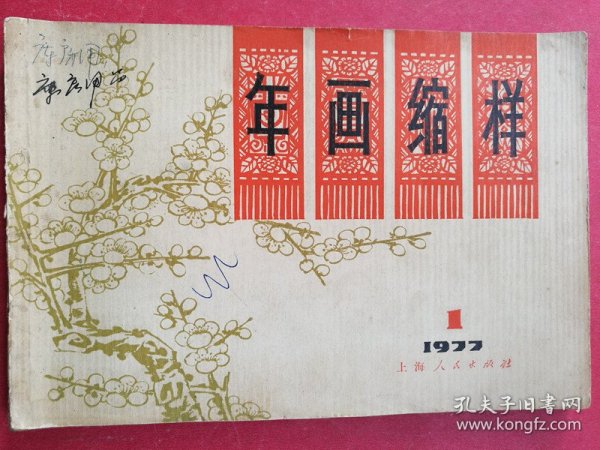 年画缩样
1
1977
上海人民出版社
孔夫子旧书网
www.kongfz.com